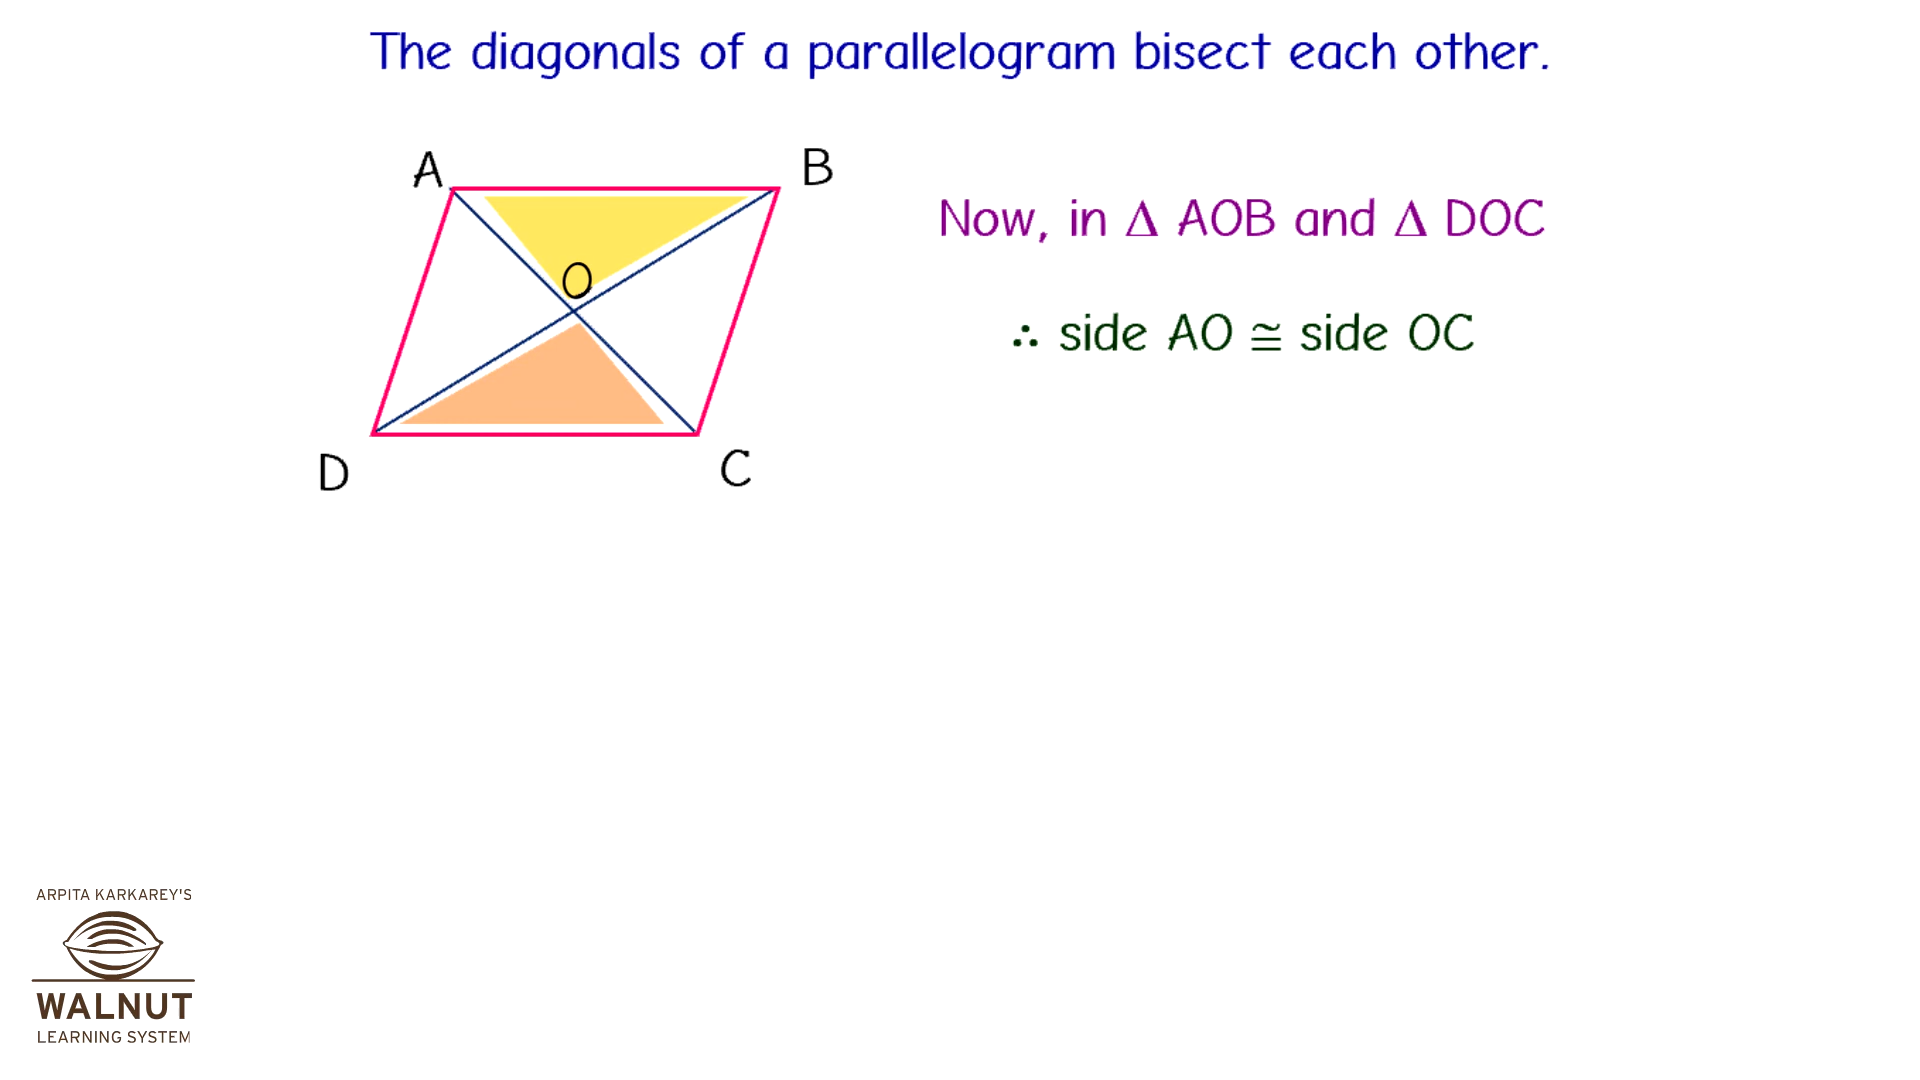 The diagonals of a parallelogram bisect each other.
A
B
Now, in Δ AOB and Δ DOC
O
∴ side AO ≅ side OC
D
C
ARPITA KARKAREY'S
WALNUT
LEARNING SYSTEM